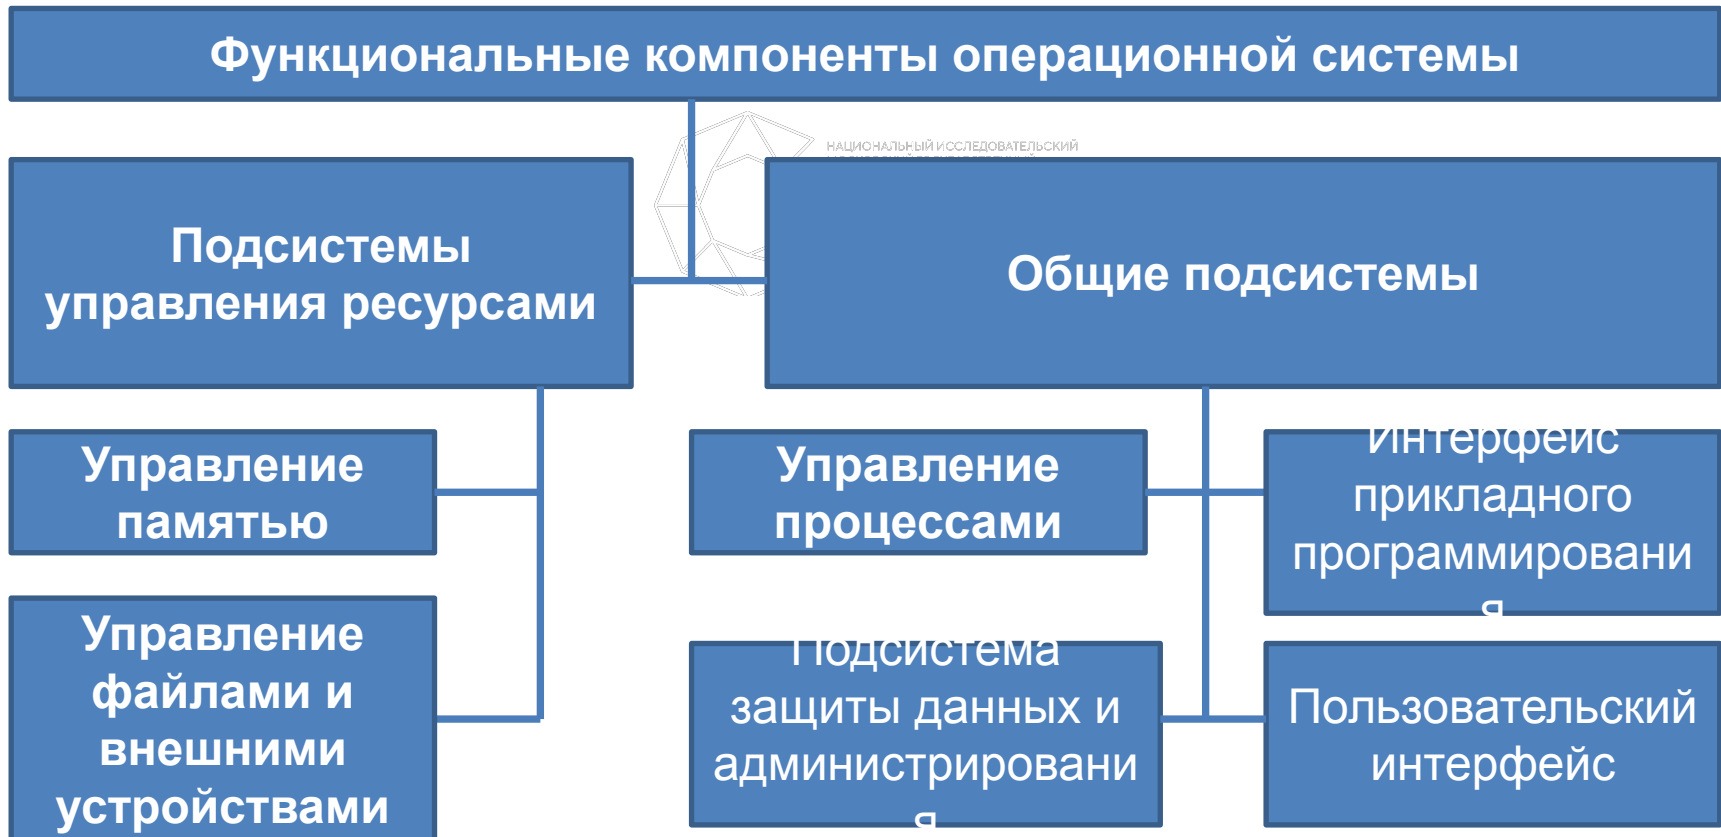 Функциональные компоненты операционной системы
НАЦИОНАЛЬНЫЙ ИССЛЕДОВАТЕЛЬСКИЙ
Подсистемы
управления ресурсами
Общие подсистемы
Управление
памятью
Управление
процессами
Интерфейс
прикладного
программировани
я
Управление
файлами и
внешними
устройствами
Подсистема
защиты данных и
администрировани
я
Пользовательский
интерфейс